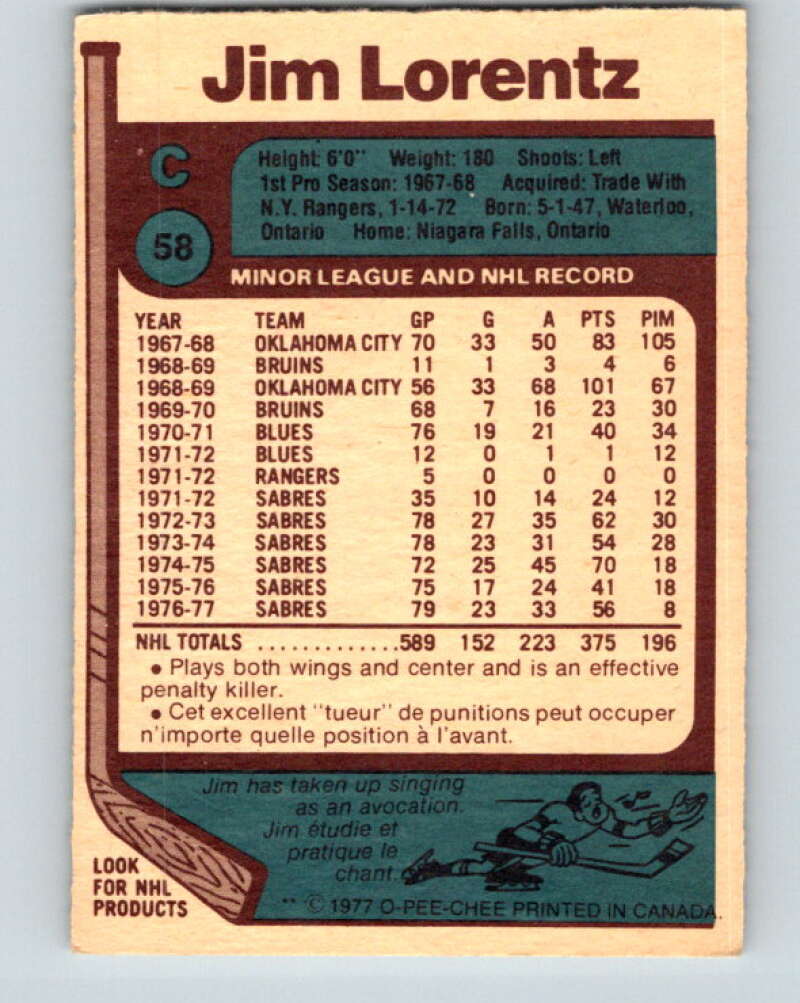 Jim Lorentz
C
Height: 6'0" Weight: 180 Shoots: Left
1st Pro Season: 1967-68 Acquired: Trade With
N.Y. Rangers, 1-14-72 Born: 5-1-47, Waterloo,
Ontario Home: Niagara Falls, Ontario
58
MINOR LEAGUE AND NHL RECORD
YEAR TEAM GP G A PTS PIM
1967-68 OKLAHOMA CITY 70 33 50 83 105
1968-69 BRUINS 11 1 3 4 6
1968-69 OKLAHOMA CITY 56 33 68 101 67
1969-70 BRUINS 68 7 16 23 30
1970-71 BLUES 76 19 21 40 34
1971-72 BLUES 12 0 1 1 12
1971-72 RANGERS 5 0 0 0 0
1971-72 SABRES 35 10 14 24 12
1972-73 SABRES 78 27 35 62 30
1973-74 SABRES 78 23 31 54 28
1974-75 SABRES 72 25 45 70 18
1975-76 SABRES 75 17 24 41 18
1976-77 SABRES 79 23 33 56 8
NHL TOTALS .............589 152 223 375 196
• Plays both wings and center and is an effective
penalty killer.
• Cet excellent "tueur" de punitions peut occuper
n'importe quelle position à l'avant.
Jim has taken up singing
as an avocation.
Jim étudie et
pratique le
chant.
LOOK
FOR NHL
PRODUCTS
** © 1977 O-PEE-CHEE PRINTED IN CANADA.